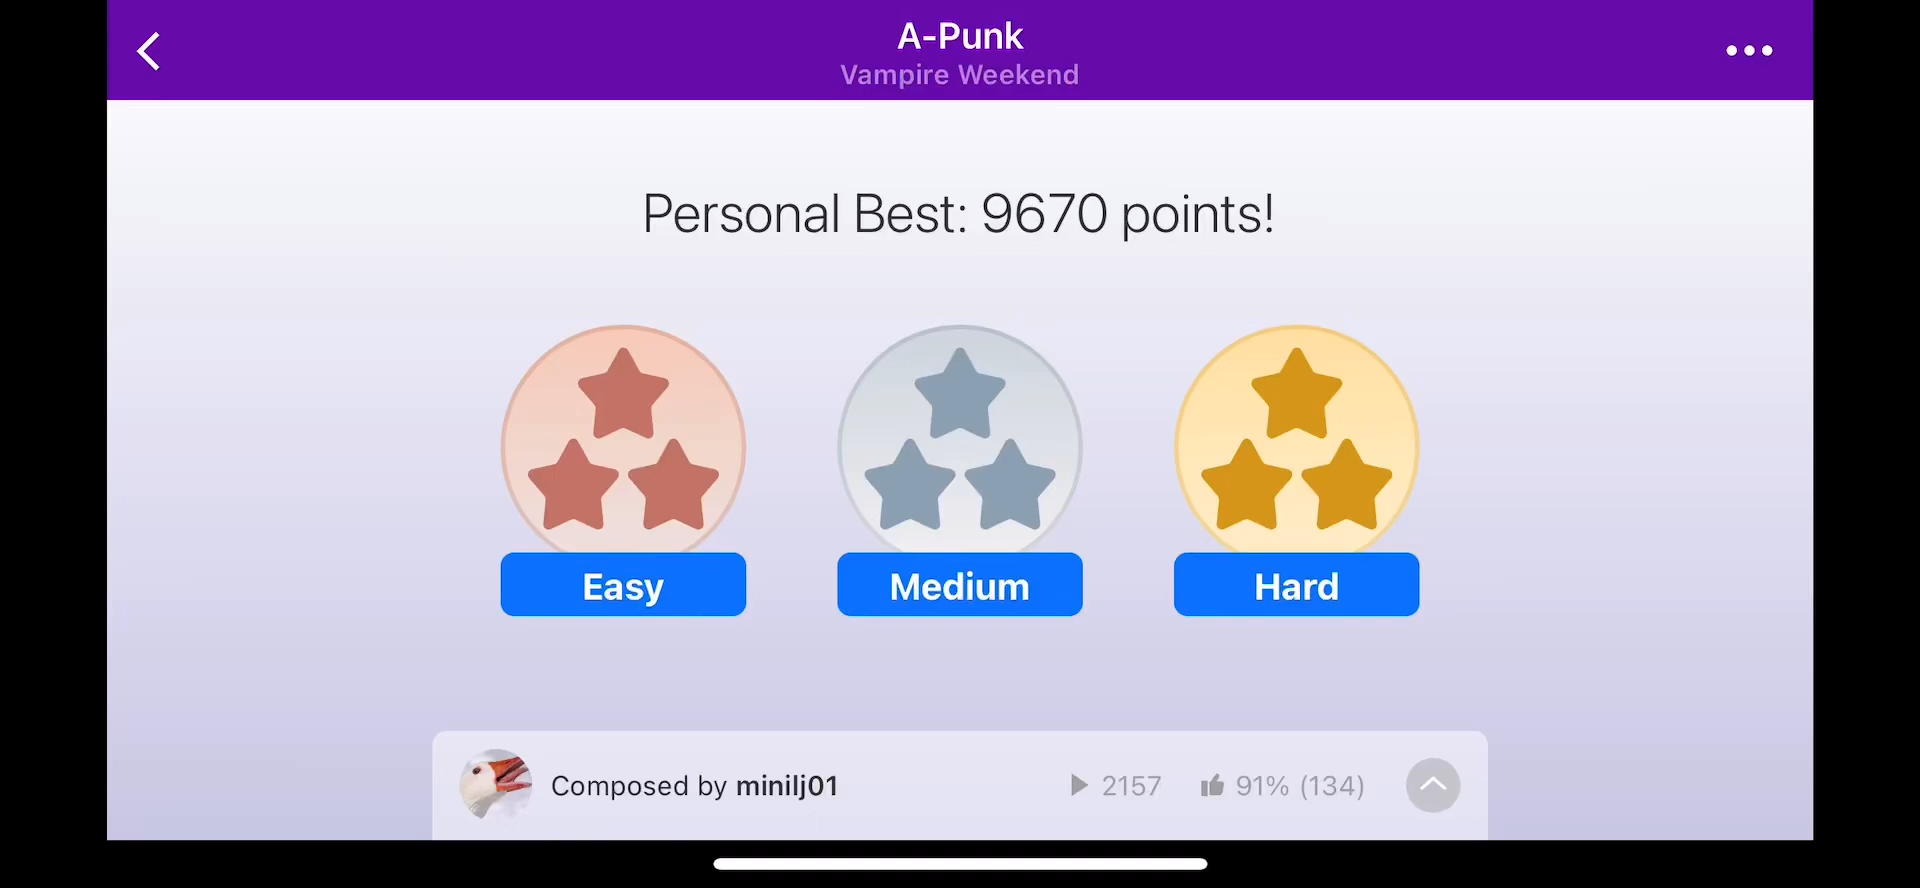 A-Punk
Vampire Weekend
Personal Best: 9670 points!
Easy Medium Hard
Composed by minilj01 2157 91% (134)